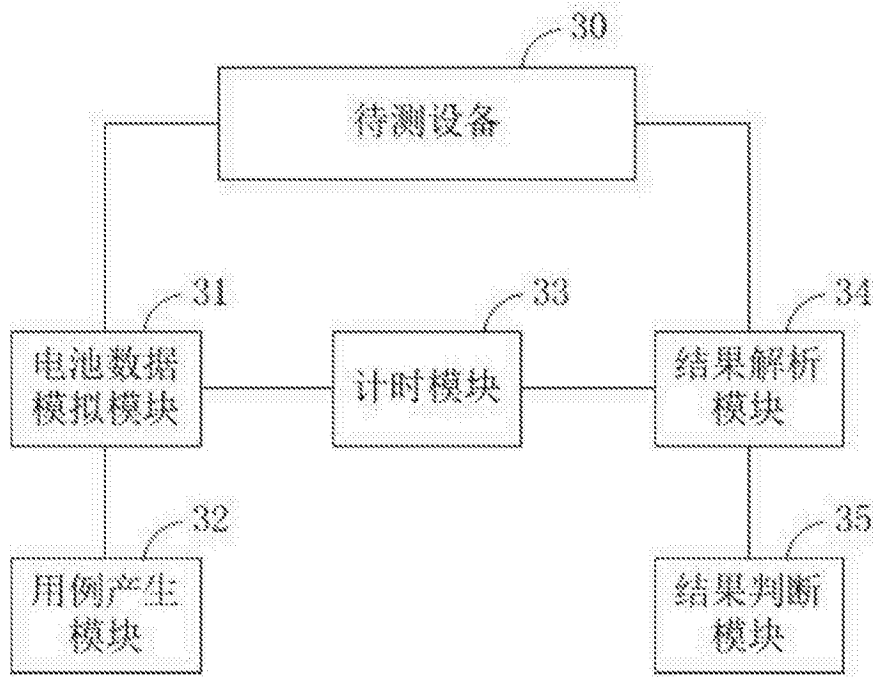 30
待测设备
31
33
34
电池数据
模拟模块
计时模块
结果解析
模块
32
35
用例产生
模块
结果判断
模块